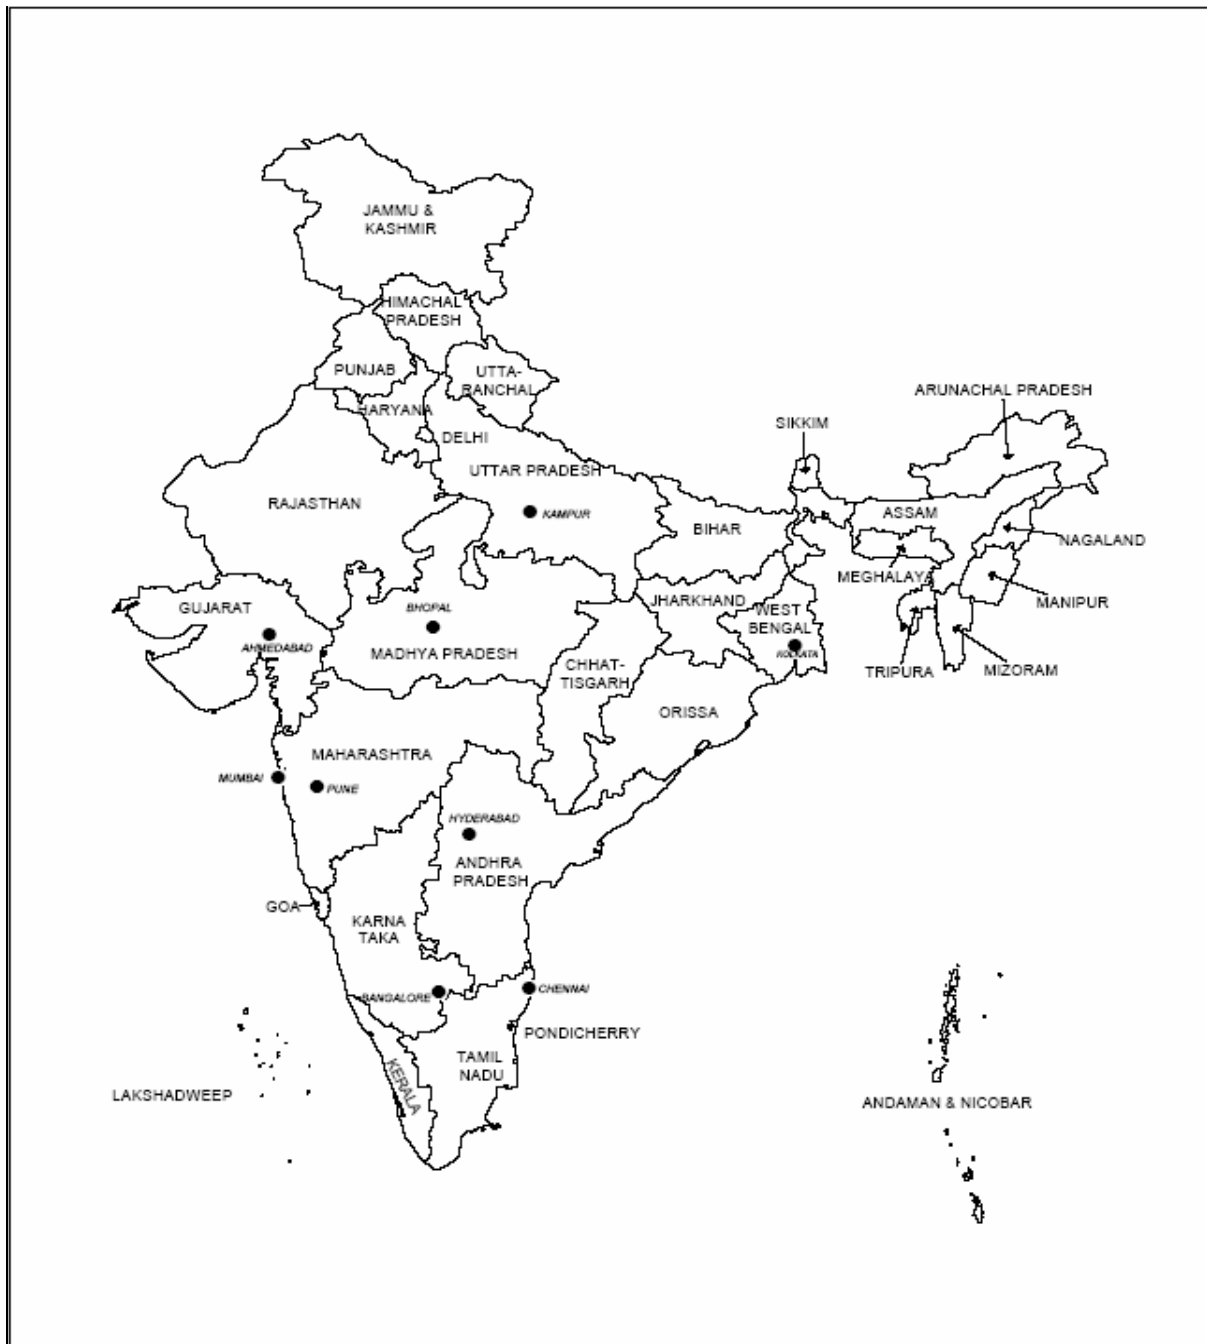 JAMMU &
KASHMIR
HIMACHAL
PRADESH
PUNJAB
UTTA-
RANCHAL
HARYANA
DELHI
ARUNACHAL PRADESH
SIKKIM
UTTAR PRADESH
RAJASTHAN
KAMPUR
BIHAR
ASSAM
NAGALAND
MEGHALAYA
MANIPUR
GUJARAT
AHMEDABAD
BHOPAL
MADHYA PRADESH
JHARKHAND
WEST
BENGAL
KOLKATA
CHHAT-
TISGARH
TRIPURA
MIZORAM
ORISSA
MAHARASHTRA
MUMBAI
PUNE
HYDERABAD
ANDHRA
PRADESH
GOA
KARNA
TAKA
BANGALORE
CHENNAI
PONDICHERRY
TAMIL
NADU
KERALA
LAKSHADWEEP
ANDAMAN & NICOBAR